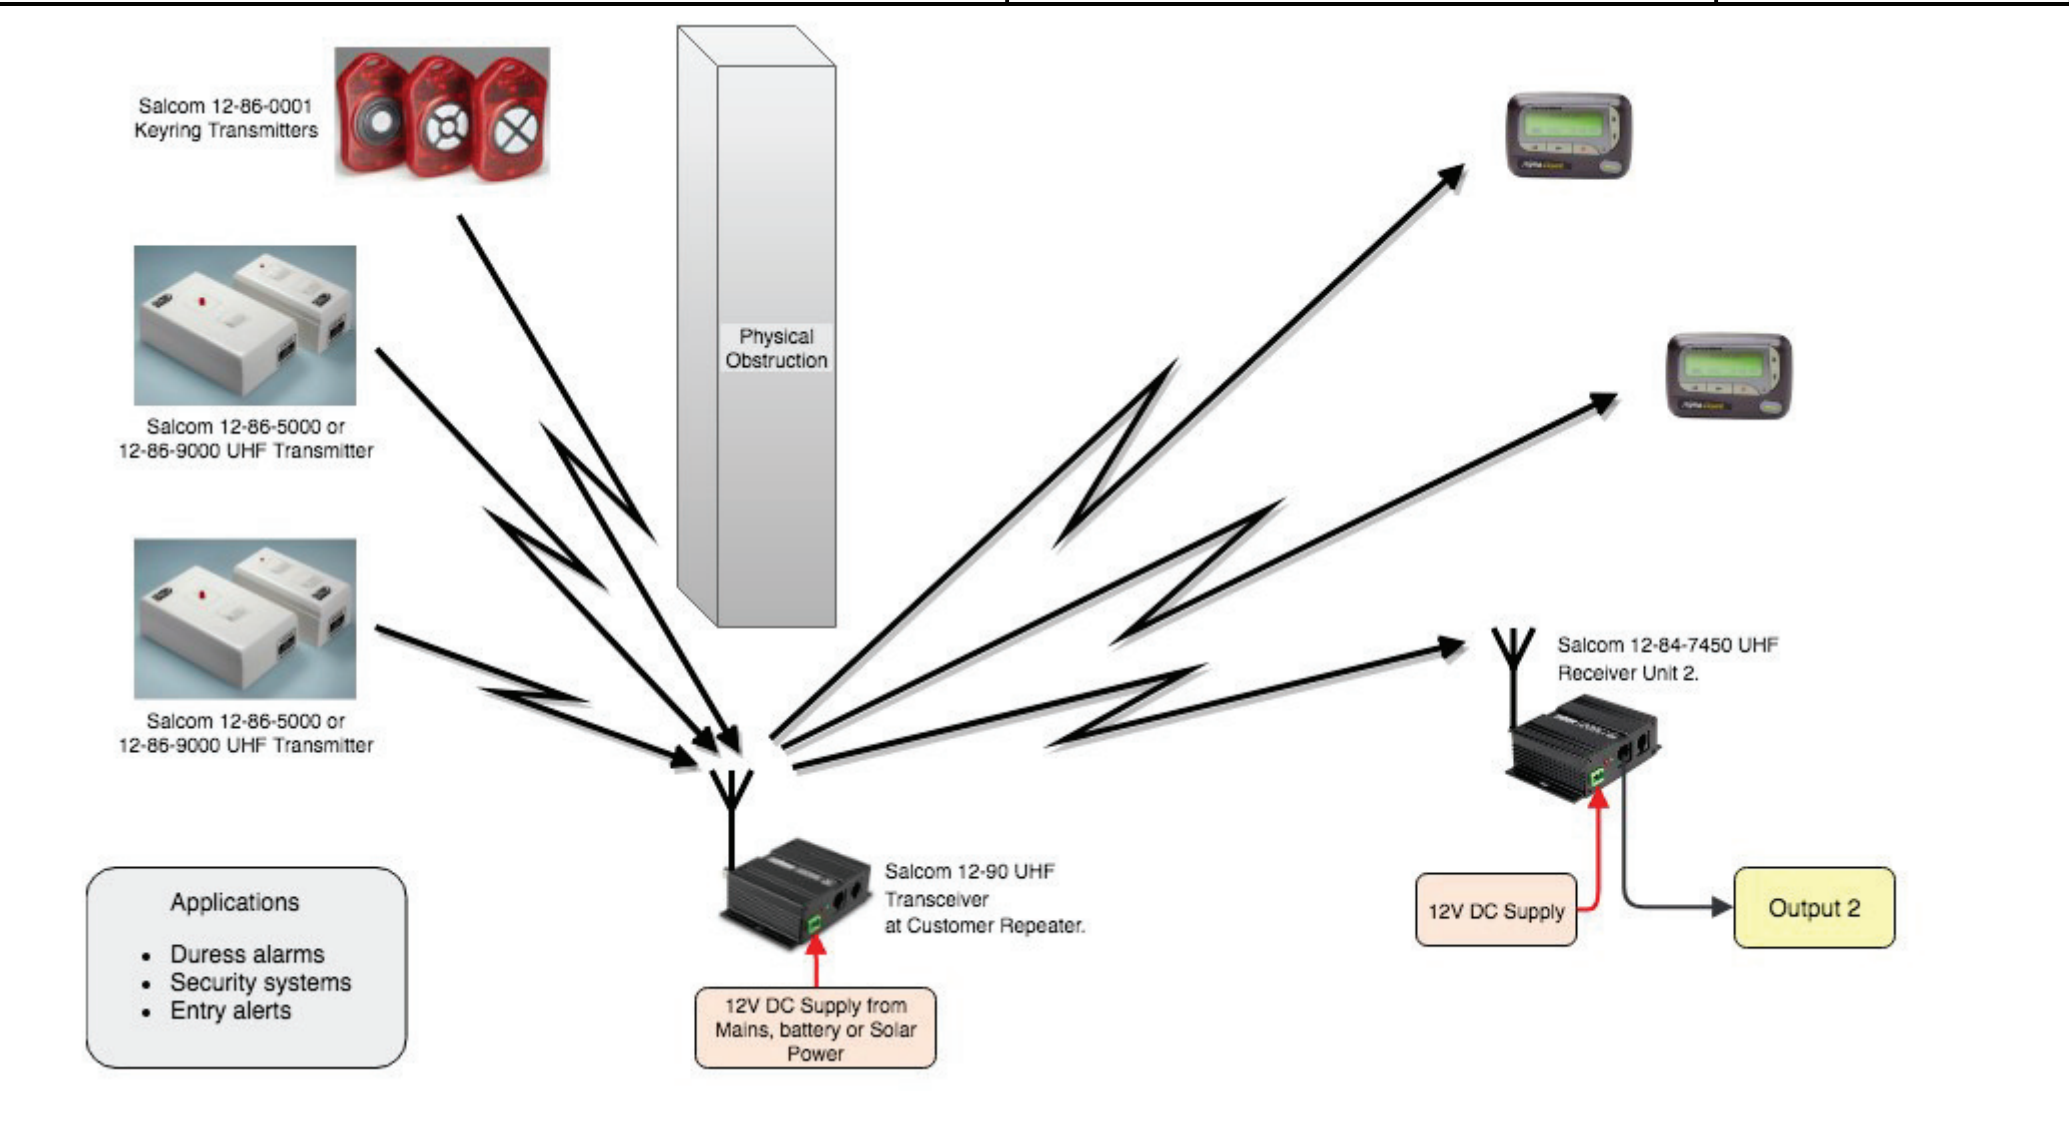 Salcom 12-86-0001
Keyring Transmitters
Physical
Obstruction
Salcom 12-86-5000 or
12-86-9000 UHF Transmitter
Salcom 12-86-5000 or
12-86-9000 UHF Transmitter
Salcom 12-84-7450 UHF
Receiver Unit 2.
Salcom 12-90 UHF
Transceiver
at Customer Repeater.
12V DC Supply
Output 2
Applications
• Duress alarms
• Security systems
• Entry alerts
12V DC Supply from
Mains, battery or Solar
Power